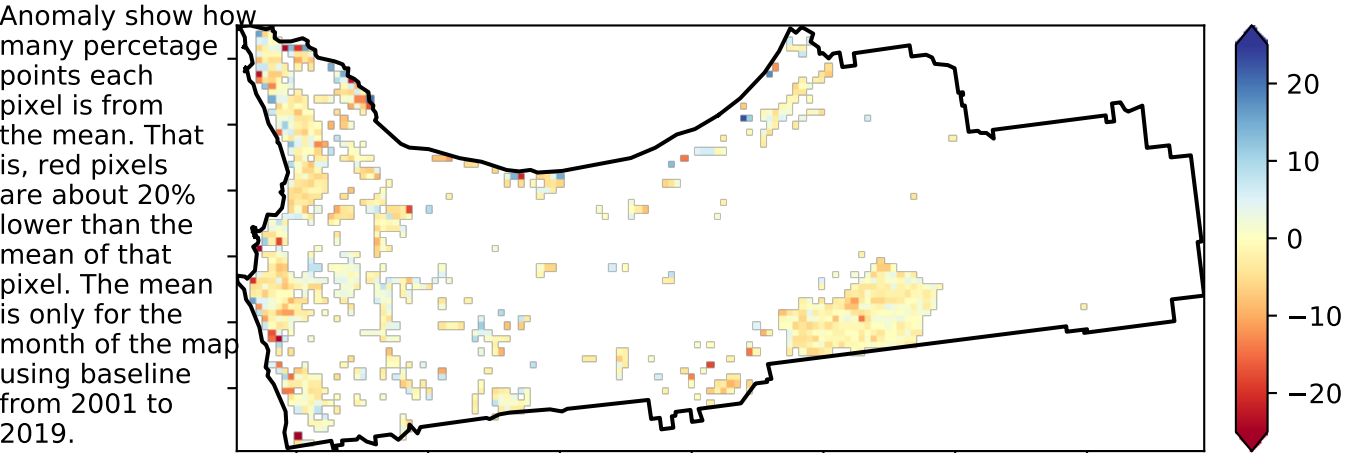 Anomaly show how
many percetage
points each
pixel is from
the mean. That
is, red pixels
are about 20%
lower than the
mean of that
pixel. The mean
is only for the
month of the map
using baseline
from 2001 to
2019.
20
10
0
−10
−20